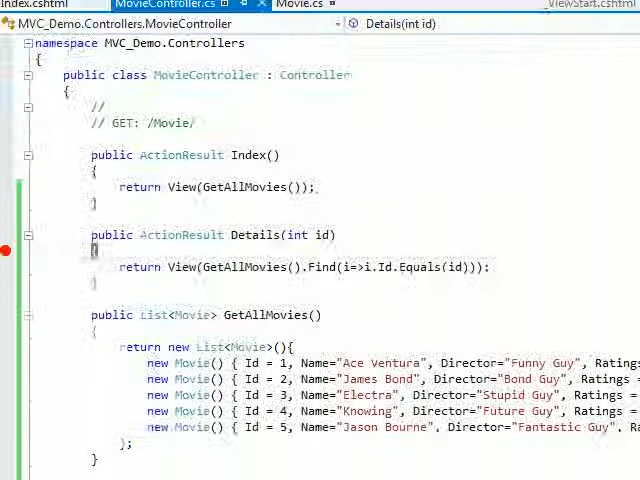 Index.cshtml MovieController.cs Movie.cs _ViewStart.cshtml
MVC_Demo.Controllers.MovieController Details(int id)
namespace MVC_Demo.Controllers
{
public class MovieController : Controller
{
//
// GET: /Movie/
public ActionResult Index()
{
return View(GetAllMovies());
}
public ActionResult Details(int id)
{
return View(GetAllMovies().Find(i=>i.Id.Equals(id)));
}
public List<Movie> GetAllMovies()
{
return new List<Movie>(){
new Movie() { Id = 1, Name="Ace Ventura", Director="Funny Guy", Ratings
new Movie() { Id = 2, Name="James Bond", Director="Bond Guy", Ratings =
new Movie() { Id = 3, Name="Electra", Director="Stupid Guy", Ratings =
new Movie() { Id = 4, Name="Knowing", Director="Future Guy", Ratings =
new Movie() { Id = 5, Name="Jason Bourne", Director="Fantastic Guy", Ra
};
}